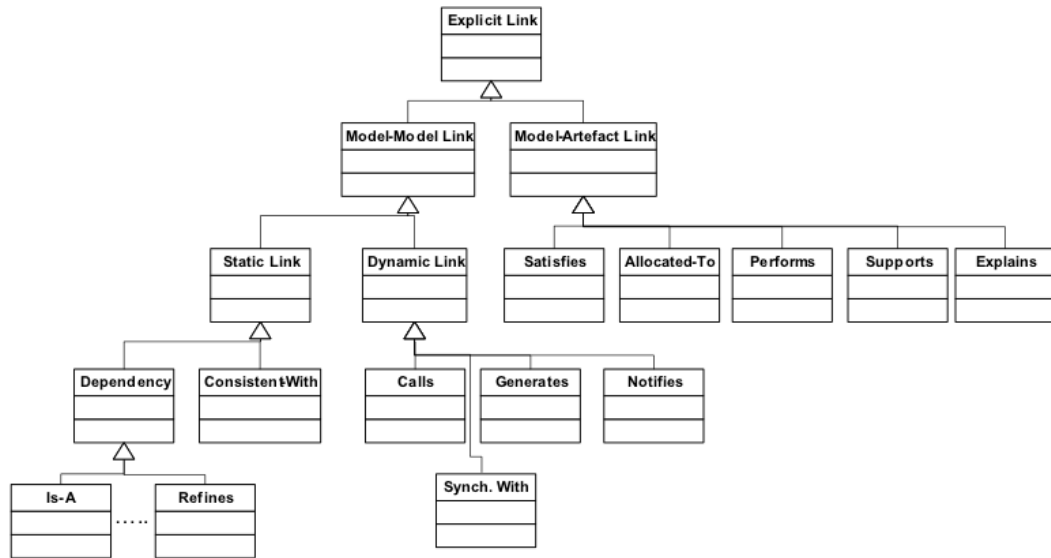 Explicit Link
Model-Model Link
Model-Artefact Link
Static Link
Dynamic Link
Satisfies
Allocated-To
Performs
Supports
Explains
Dependency
Consistent-With
Calls
Generates
Notifies
Synch. With
Is-A
.....
Refines